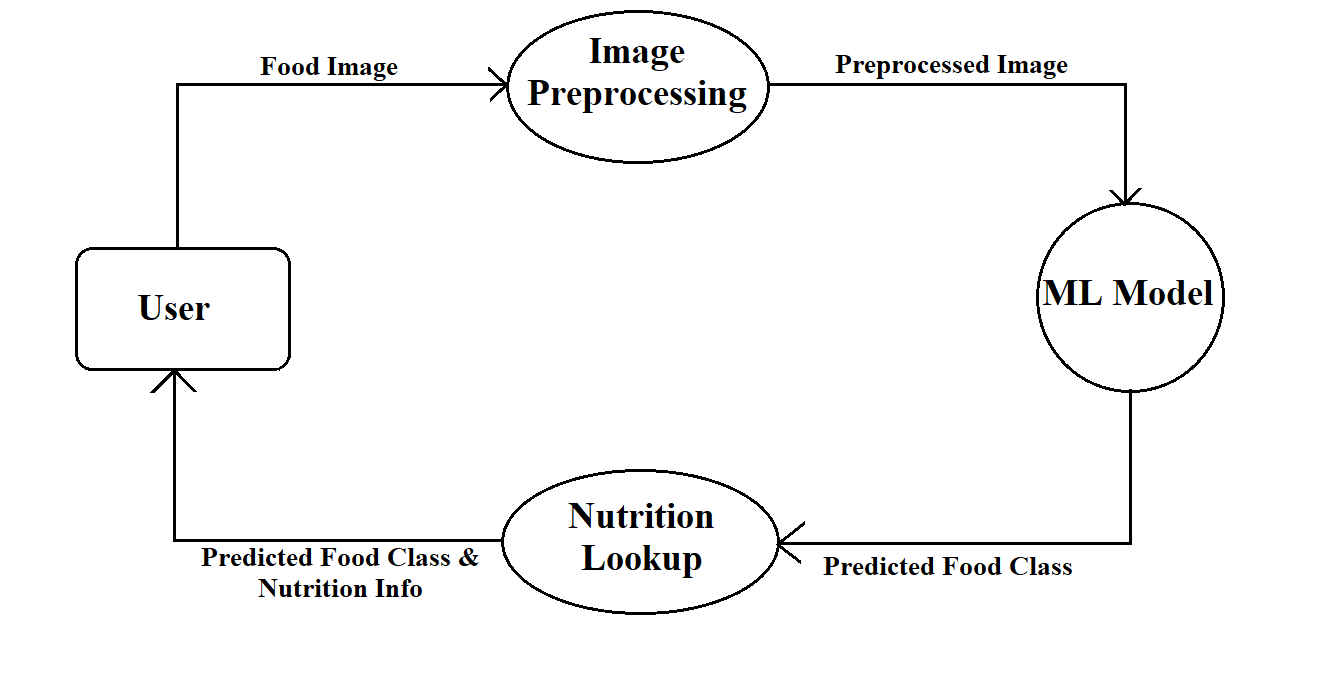 Food Image
Image
Preprocessing
Preprocessed Image
User
ML Model
Nutrition
Lookup
Predicted Food Class &
Nutrition Info
Predicted Food Class